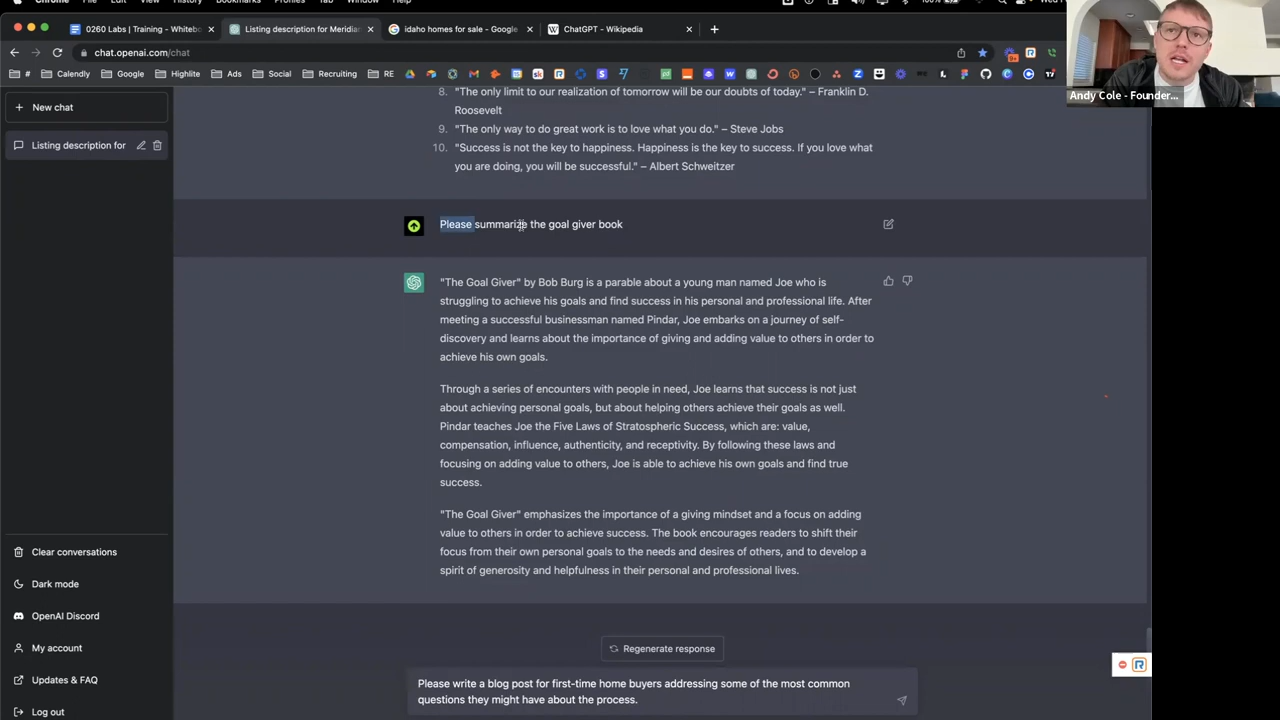 Chrome File Edit View History Bookmarks Profiles Tab Window Help
0260 Labs | Training - Whitebo
Listing description for Meridia
idaho homes for sale - Google
ChatGPT - Wikipedia
chat.openai.com/chat
#
Calendly
Google
Highlite
Ads
Social
Recruiting
RE
Andy Cole - Founder...
New chat
Listing description for
8. "The only limit to our realization of tomorrow will be our doubts of today." – Franklin D.
Roosevelt
9. "The only way to do great work is to love what you do." – Steve Jobs
10. "Success is not the key to happiness. Happiness is the key to success. If you love what
you are doing, you will be successful." – Albert Schweitzer
Please summarize the goal giver book
"The Goal Giver" by Bob Burg is a parable about a young man named Joe who is
struggling to achieve his goals and find success in his personal and professional life. After
meeting a successful businessman named Pindar, Joe embarks on a journey of self-
discovery and learns about the importance of giving and adding value to others in order to
achieve his own goals.
Through a series of encounters with people in need, Joe learns that success is not just
about achieving personal goals, but about helping others achieve their goals as well.
Pindar teaches Joe the Five Laws of Stratospheric Success, which are: value,
compensation, influence, authenticity, and receptivity. By following these laws and
focusing on adding value to others, Joe is able to achieve his own goals and find true
success.
"The Goal Giver" emphasizes the importance of a giving mindset and a focus on adding
value to others in order to achieve success. The book encourages readers to shift their
focus from their own personal goals to the needs and desires of others, and to develop a
spirit of generosity and helpfulness in their personal and professional lives.
Clear conversations
Dark mode
OpenAI Discord
My account
Updates & FAQ
Log out
Regenerate response
Please write a blog post for first-time home buyers addressing some of the most common
questions they might have about the process.